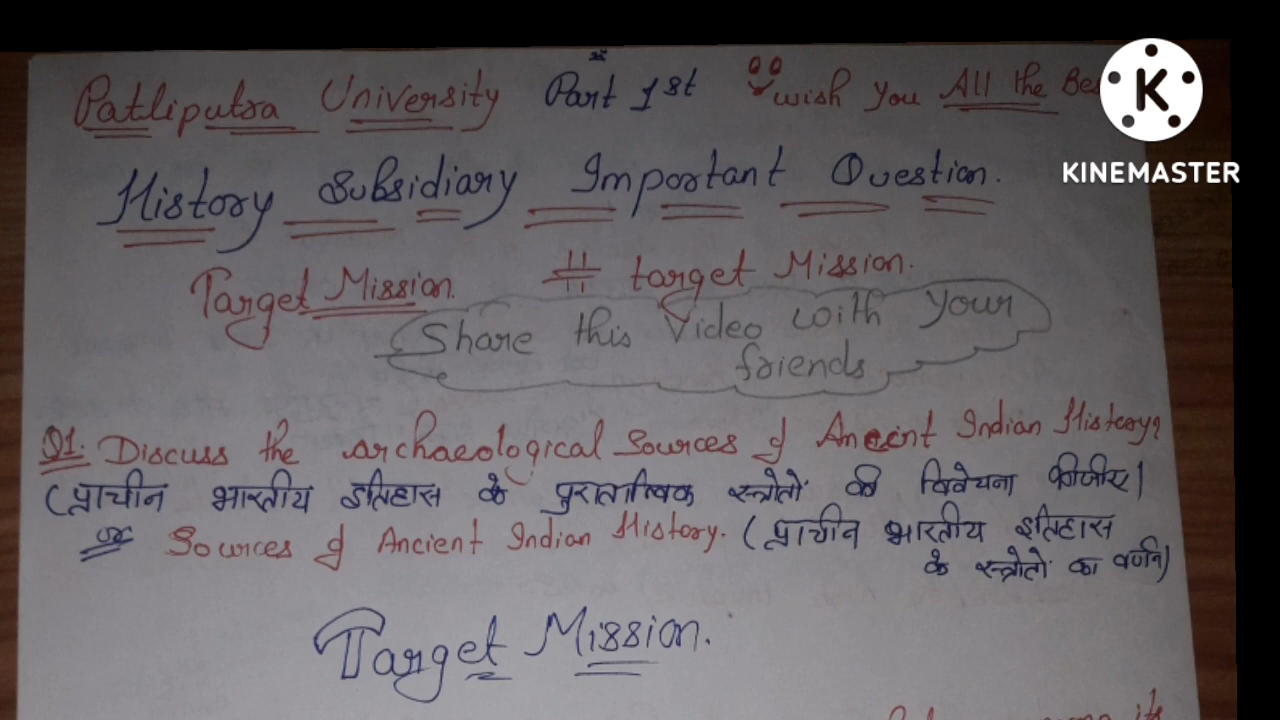 Patliputra University Part 1st wish you All the Bes
K
KINEMASTER
History Subsidiary Important Question.
Target Mission. # target Mission.
Share this Video with your
friends
Q1. Discuss the archaeological Sources of Ancient Indian History?
(प्राचीन भारतीय इतिहास के पुरातात्विक स्त्रोतों की विवेचना कीजीए।
or Sources of Ancient Indian History. (प्राचीन भारतीय इतिहास
के स्त्रोतों का वर्णन)
Target Mission.